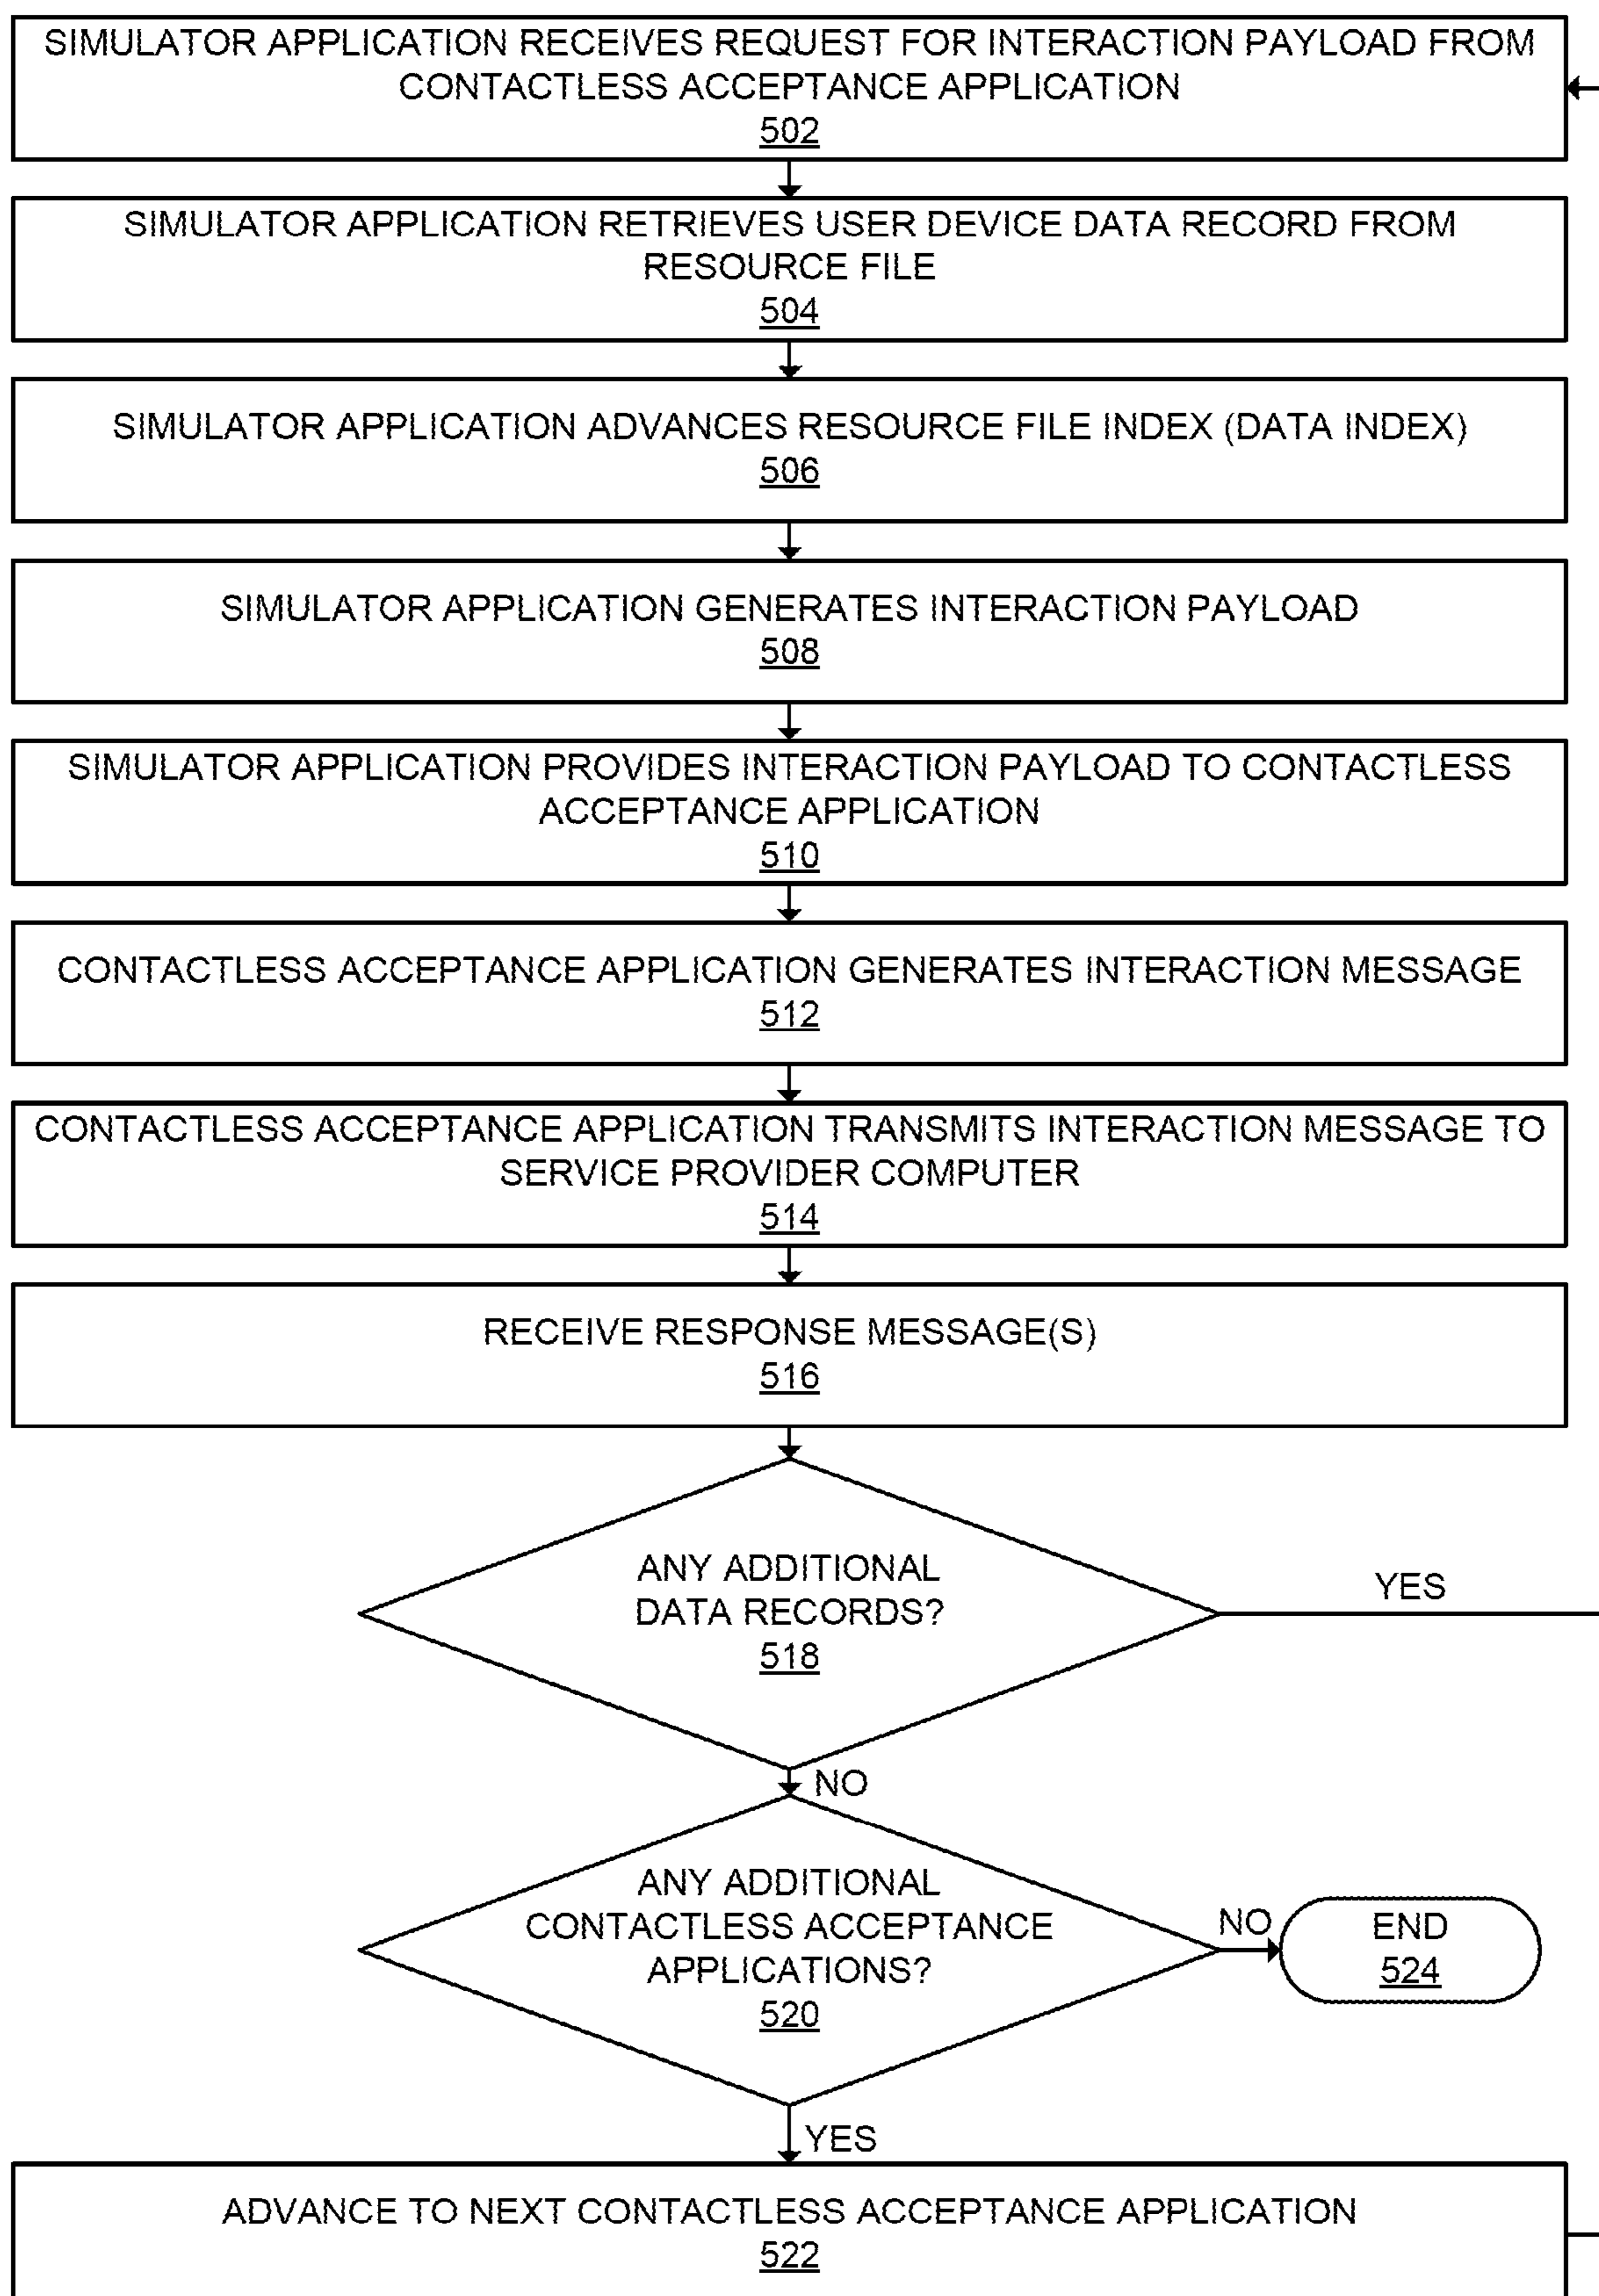 SIMULATOR APPLICATION RECEIVES REQUEST FOR INTERACTION PAYLOAD FROM
CONTACTLESS ACCEPTANCE APPLICATION
502
SIMULATOR APPLICATION RETRIEVES USER DEVICE DATA RECORD FROM
RESOURCE FILE
504
SIMULATOR APPLICATION ADVANCES RESOURCE FILE INDEX (DATA INDEX)
506
SIMULATOR APPLICATION GENERATES INTERACTION PAYLOAD
508
SIMULATOR APPLICATION PROVIDES INTERACTION PAYLOAD TO CONTACTLESS
ACCEPTANCE APPLICATION
510
CONTACTLESS ACCEPTANCE APPLICATION GENERATES INTERACTION MESSAGE
512
CONTACTLESS ACCEPTANCE APPLICATION TRANSMITS INTERACTION MESSAGE TO
SERVICE PROVIDER COMPUTER
514
RECEIVE RESPONSE MESSAGE(S)
516
ANY ADDITIONAL
DATA RECORDS?
518
YES
NO
ANY ADDITIONAL
CONTACTLESS ACCEPTANCE
APPLICATIONS?
520
NO
END
524
YES
ADVANCE TO NEXT CONTACTLESS ACCEPTANCE APPLICATION
522